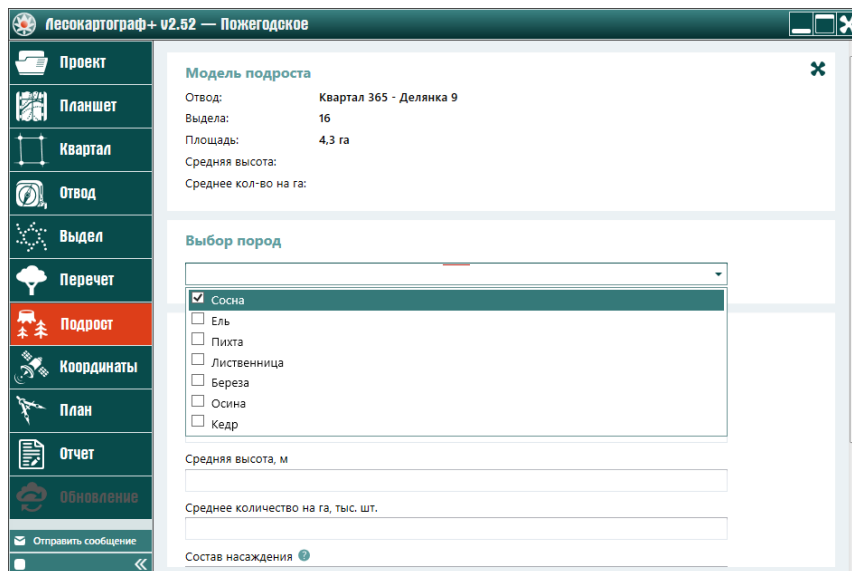 Лесокартограф+ v2.52 — Пожегодское
Проект
Планшет
Квартал
Отвод
Выдел
Перечет
Подрост
Координаты
План
Отчет
Обновление
Отправить сообщение
Модель подроста
Отвод: Квартал 365 - Делянка 9
Выдела: 16
Площадь: 4,3 га
Средняя высота:
Среднее кол-во на га:
Выбор пород
Сосна
Ель
Пихта
Лиственница
Береза
Осина
Кедр
Средняя высота, м
Среднее количество на га, тыс. шт.
Состав насаждения ?